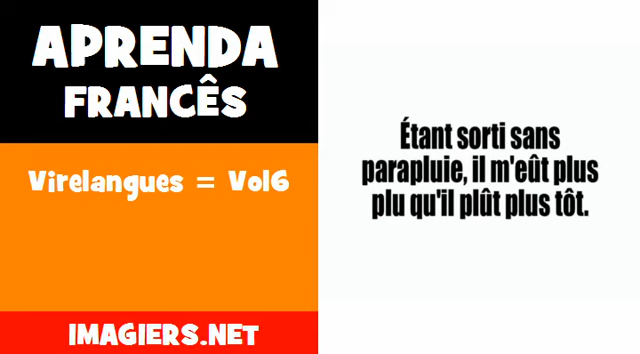 APRENDA
FRANCÊS
Virelangues = Vol6
IMAGIERS.NET
Étant sorti sans
parapluie, il m'eût plus
plu qu'il plût plus tôt.